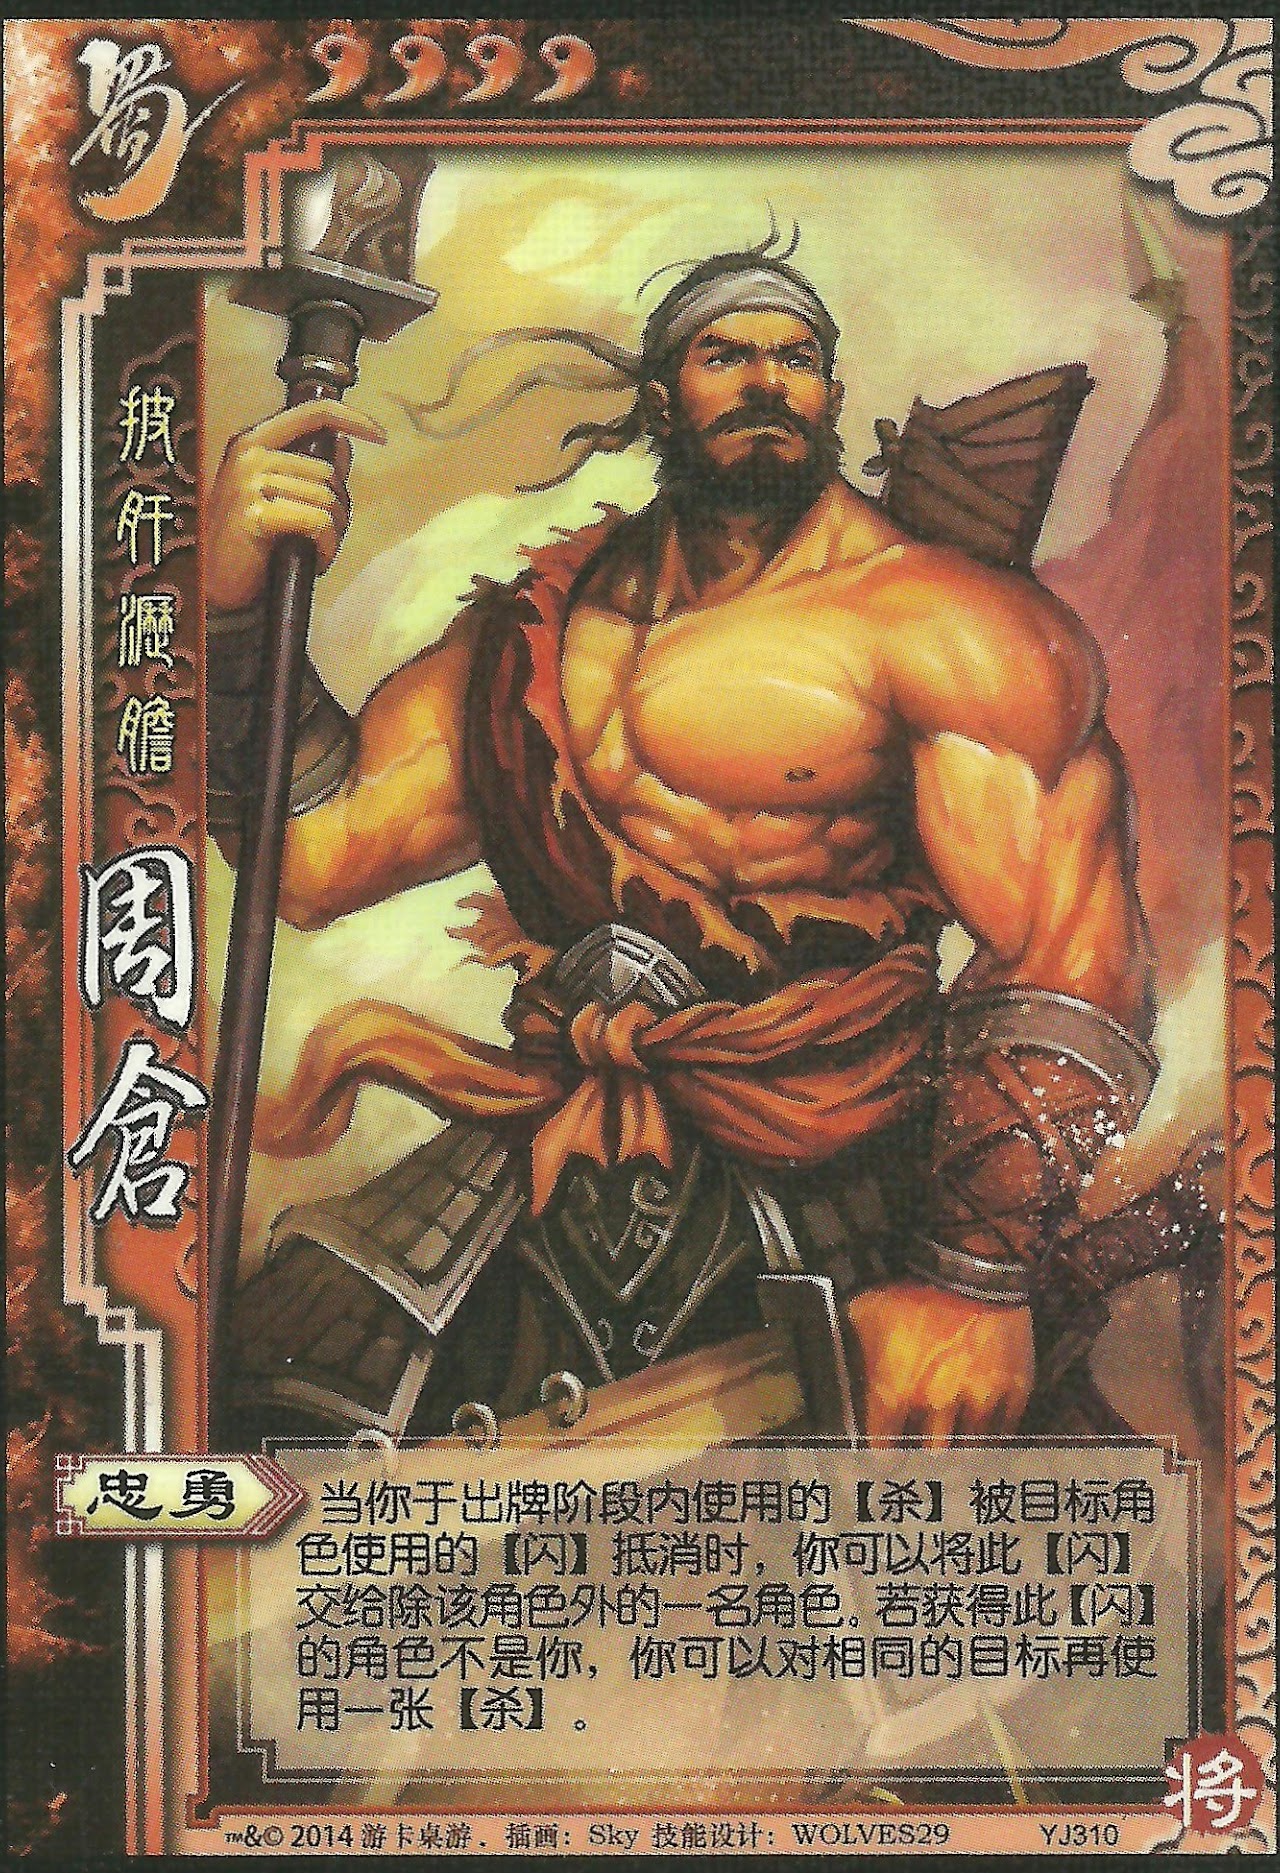 蜀
披肝瀝膽
周倉
忠勇
当你于出牌阶段内使用的【杀】被目标角
色使用的【闪】抵消时，你可以将此【闪】
交给除该角色外的一名角色。若获得此【闪】
的角色不是你，你可以对相同的目标再使
用一张【杀】。
将
™&© 2014 游卡桌游．插画：Sky 技能设计：WOLVES29 YJ310